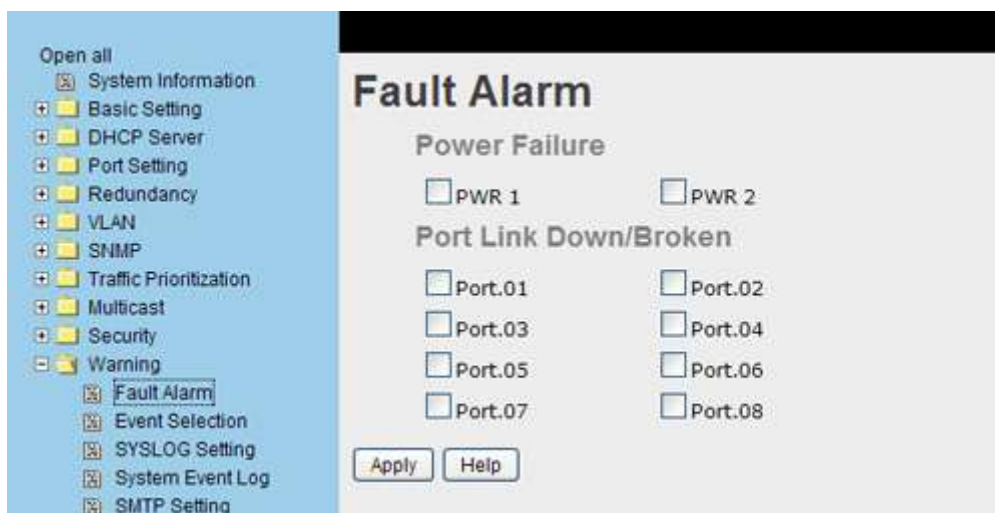 Open all
System Information
Basic Setting
DHCP Server
Port Setting
Redundancy
VLAN
SNMP
Traffic Prioritization
Multicast
Security
Warning
Fault Alarm
Event Selection
SYSLOG Setting
System Event Log
SMTP Setting
Fault Alarm
Power Failure
PWR 1 PWR 2
Port Link Down/Broken
Port.01 Port.02
Port.03 Port.04
Port.05 Port.06
Port.07 Port.08
Apply Help